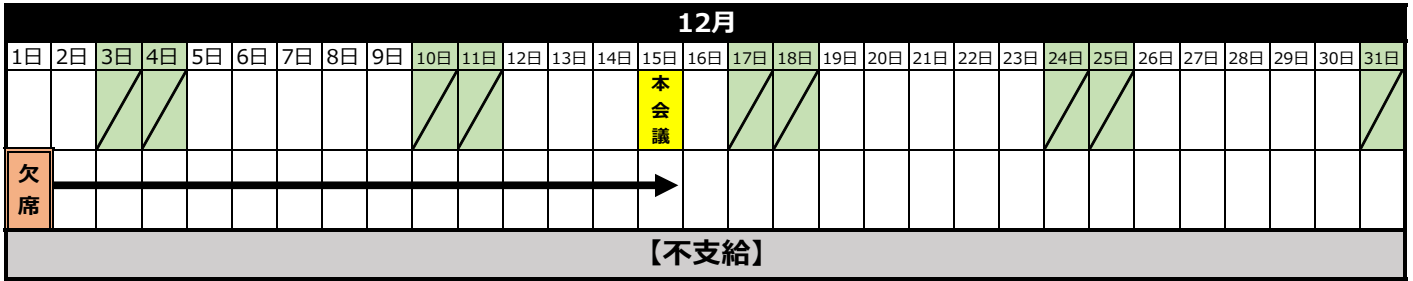 12月
1日 2日 3日 4日 5日 6日 7日 8日 9日 10日 11日 12日 13日 14日 15日 16日 17日 18日 19日 20日 21日 22日 23日 24日 25日 26日 27日 28日 29日 30日 31日
本会議
欠席
【不支給】